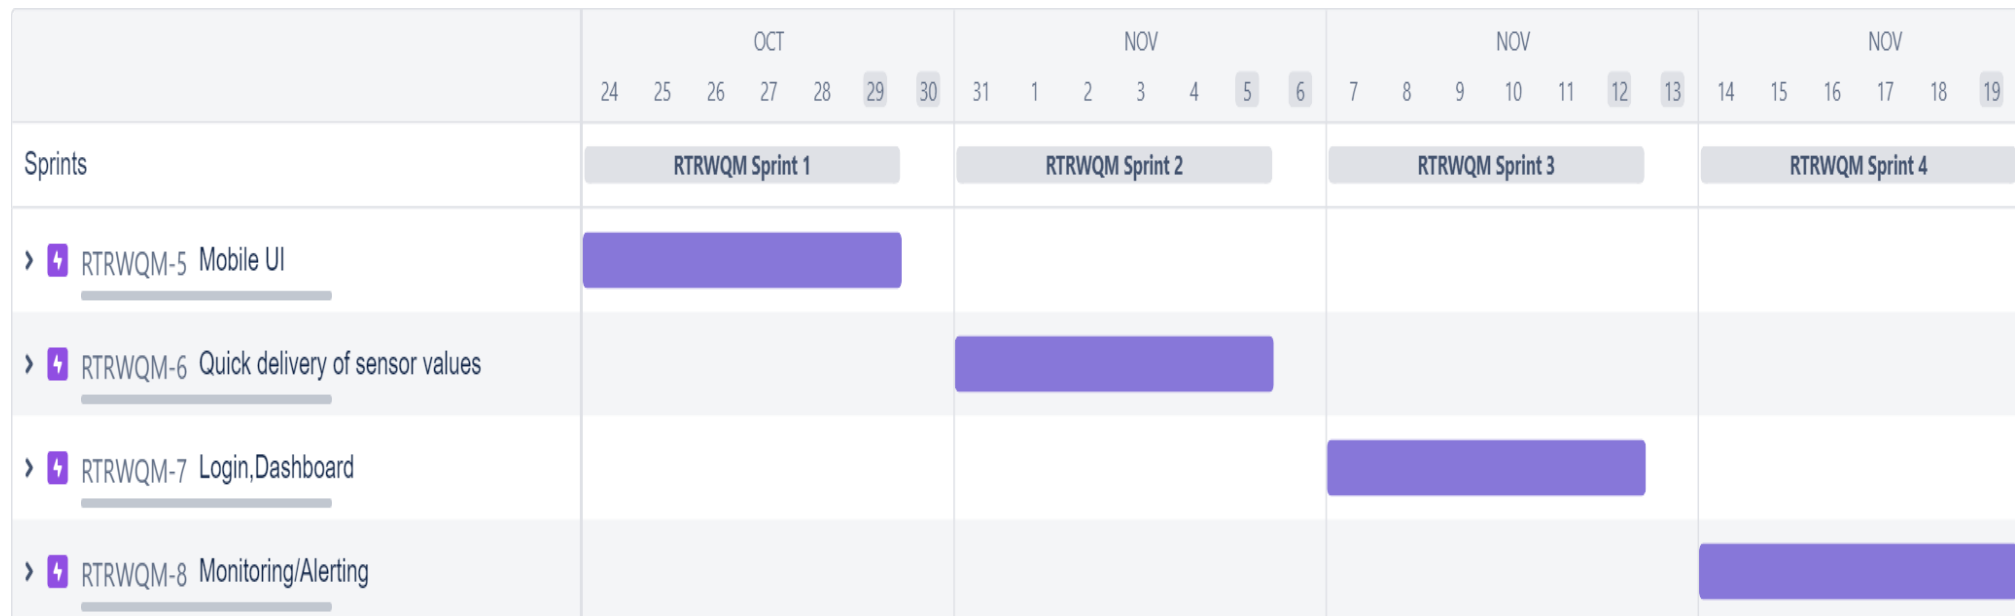 OCT NOV NOV NOV
24 25 26 27 28 29 30 31 1 2 3 4 5 6 7 8 9 10 11 12 13 14 15 16 17 18 19
Sprints RTRWQM Sprint 1 RTRWQM Sprint 2 RTRWQM Sprint 3 RTRWQM Sprint 4
RTRWQM-5 Mobile UI
RTRWQM-6 Quick delivery of sensor values
RTRWQM-7 Login,Dashboard
RTRWQM-8 Monitoring/Alerting